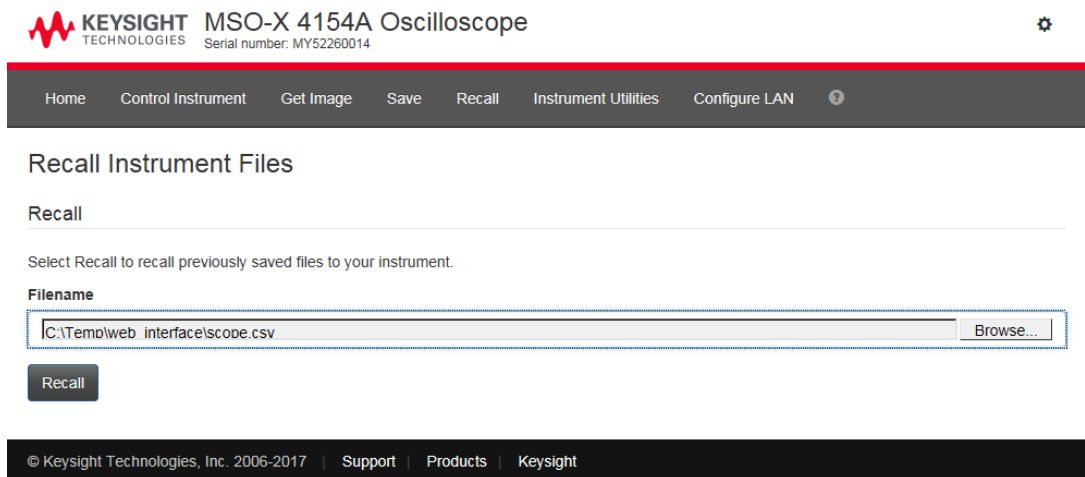 KEYSIGHT
TECHNOLOGIES
MSO-X 4154A Oscilloscope
Serial number: MY52260014
Home Control Instrument Get Image Save Recall Instrument Utilities Configure LAN ?
Recall Instrument Files
Recall
Select Recall to recall previously saved files to your instrument.
Filename
C:\Temp\web_interface\scope.csv Browse...
Recall
© Keysight Technologies, Inc. 2006-2017 | Support | Products | Keysight